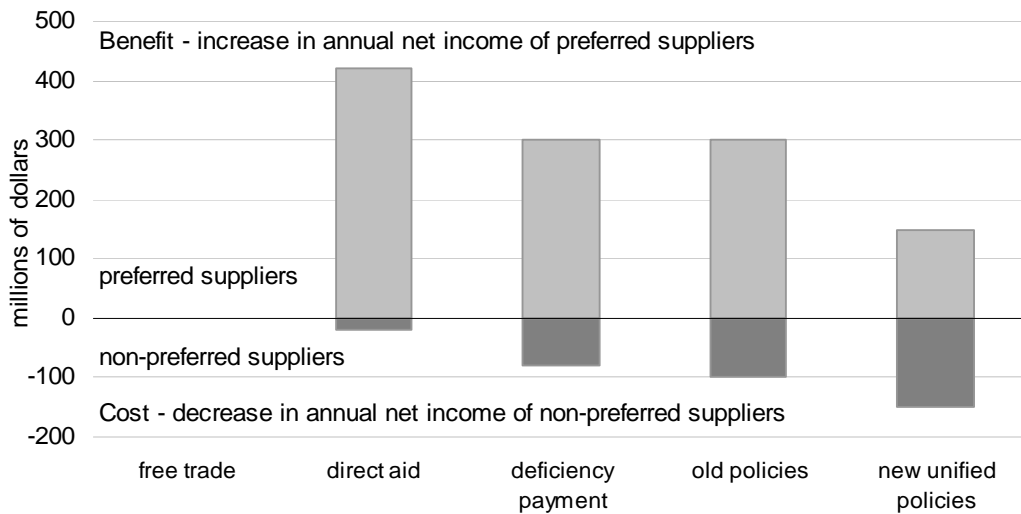 500
Benefit - increase in annual net income of preferred suppliers
400
300
200
100
preferred suppliers
0
non-preferred suppliers
-100
Cost - decrease in annual net income of non-preferred suppliers
-200
millions of dollars
free trade
direct aid
deficiency
payment
old policies
new unified
policies